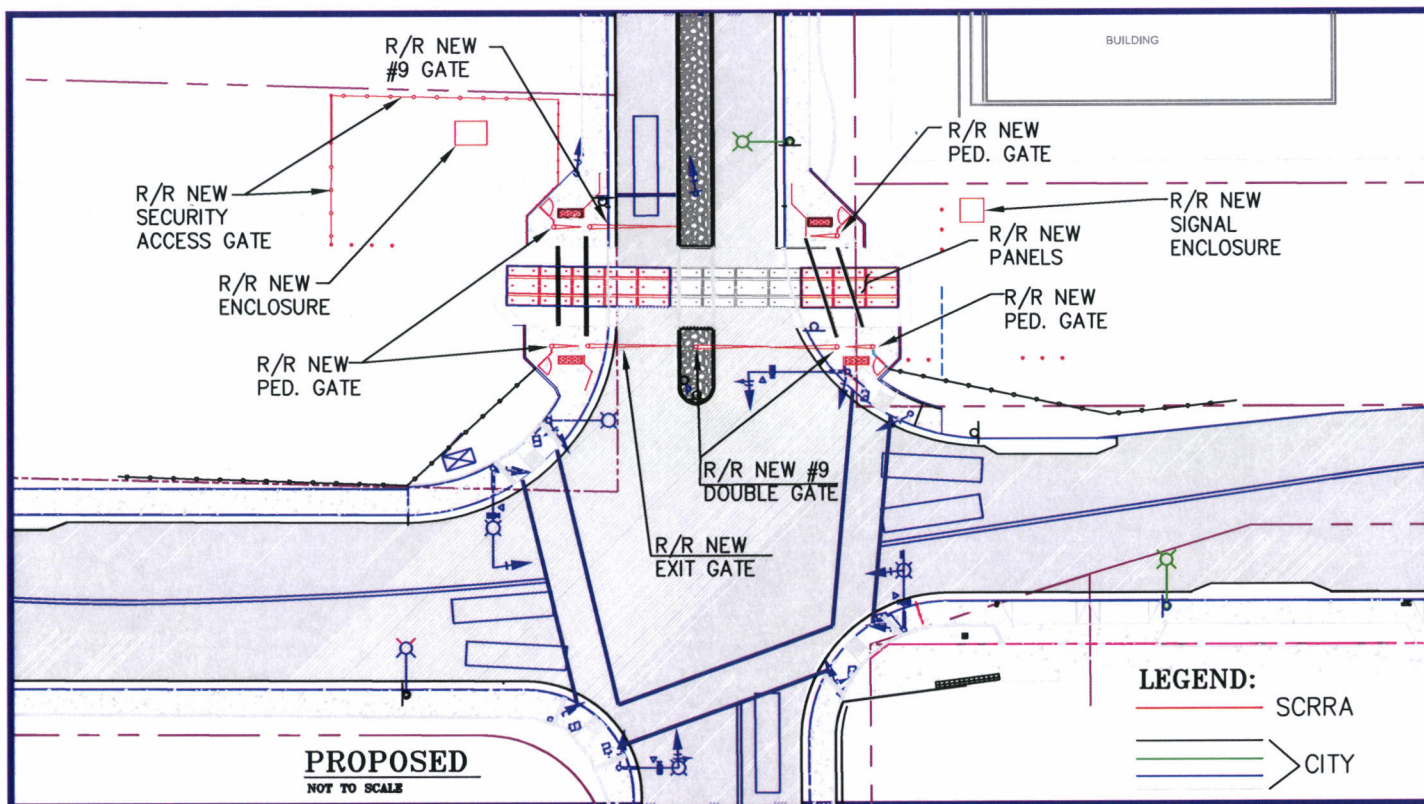 R/R NEW
#9 GATE
BUILDING
R/R NEW
PED. GATE
R/R NEW
SECURITY
ACCESS GATE
R/R NEW
SIGNAL
ENCLOSURE
R/R NEW
PANELS
R/R NEW
ENCLOSURE
R/R NEW
PED. GATE
R/R NEW
PED. GATE
R/R NEW #9
DOUBLE GATE
R/R NEW
EXIT GATE
LEGEND:
SCRRA
CITY
PROPOSED
NOT TO SCALE